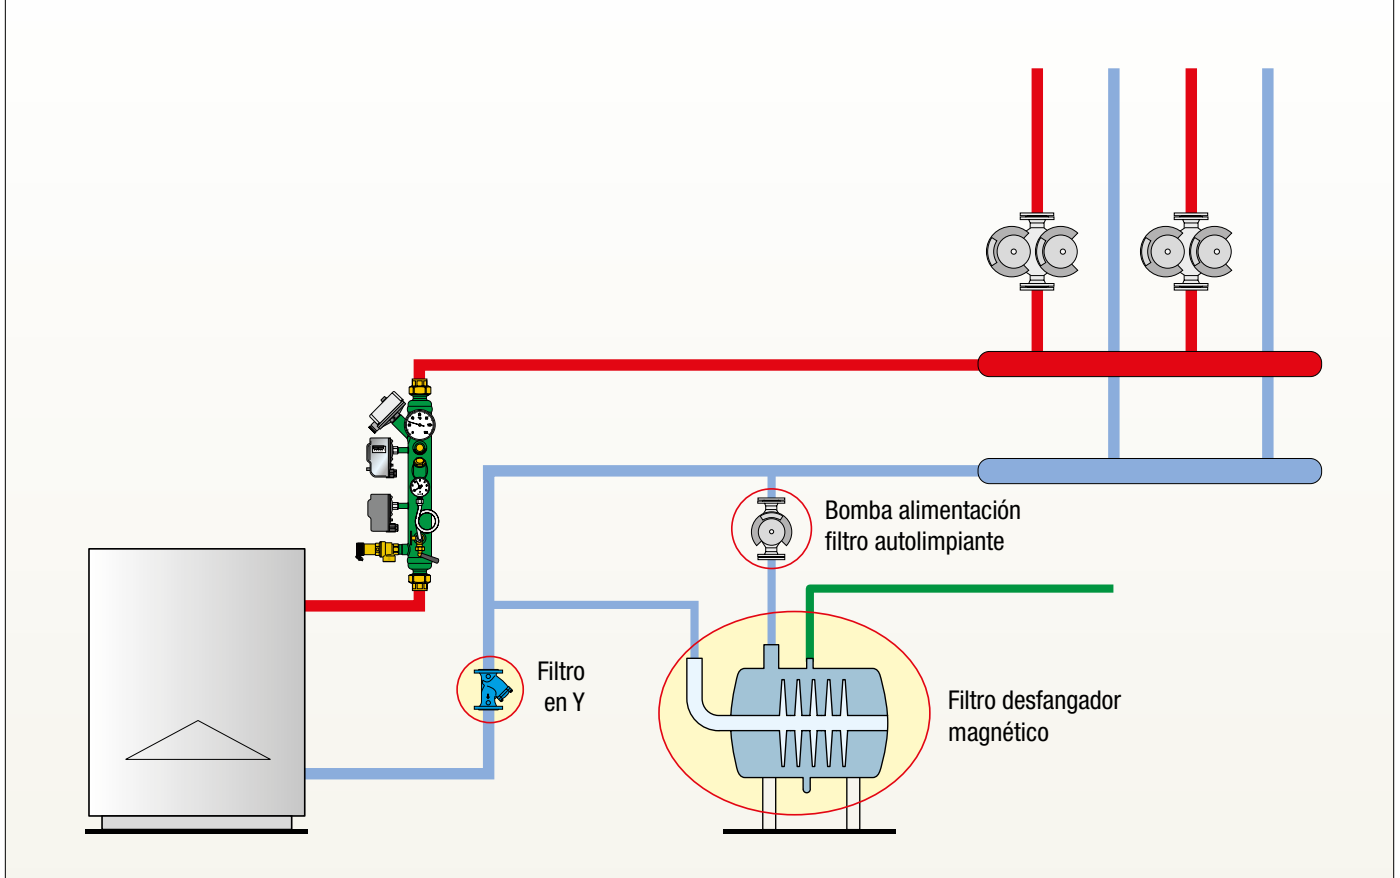 Bomba alimentación
filtro autolimpiante
Filtro
en Y
Filtro desfangador
magnético